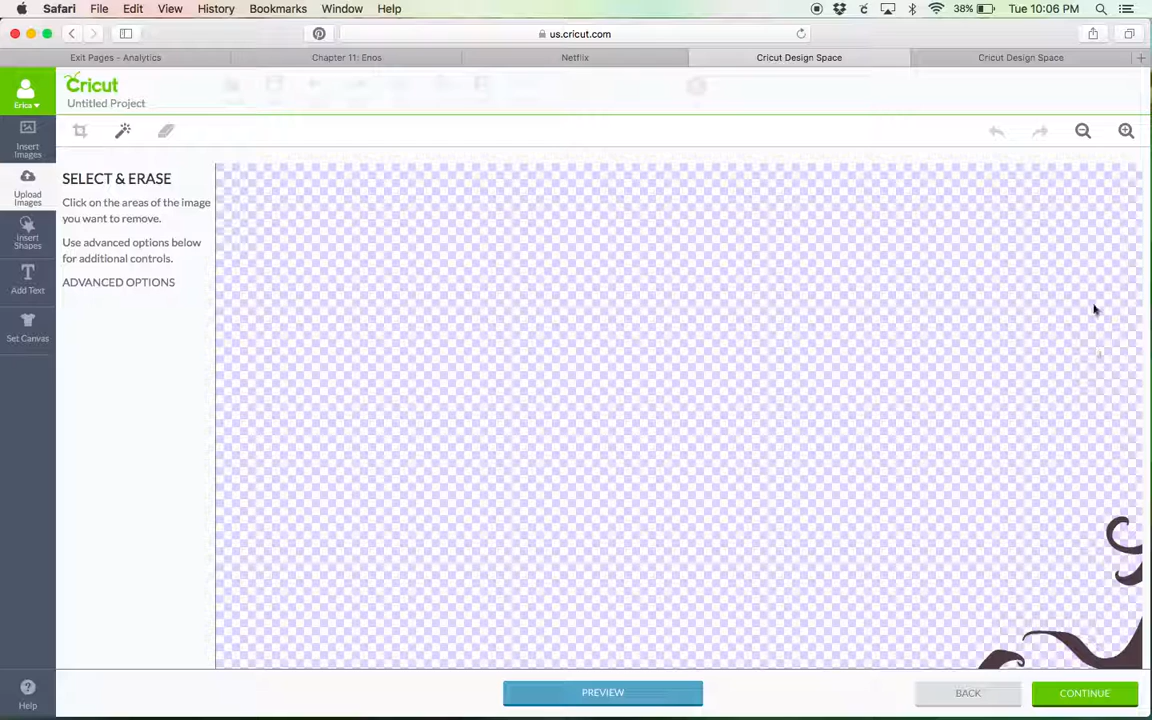 Safari File Edit View History Bookmarks Window Help 38% Tue 10:06 PM
us.cricut.com
Exit Pages - Analytics Chapter 11: Enos Netflix Cricut Design Space Cricut Design Space
Erica
Cricut
Untitled Project
Insert
Images
Upload
Images
Insert
Shapes
Add Text
Set Canvas
Help
SELECT & ERASE
Click on the areas of the image
you want to remove.
Use advanced options below
for additional controls.
ADVANCED OPTIONS
PREVIEW BACK CONTINUE